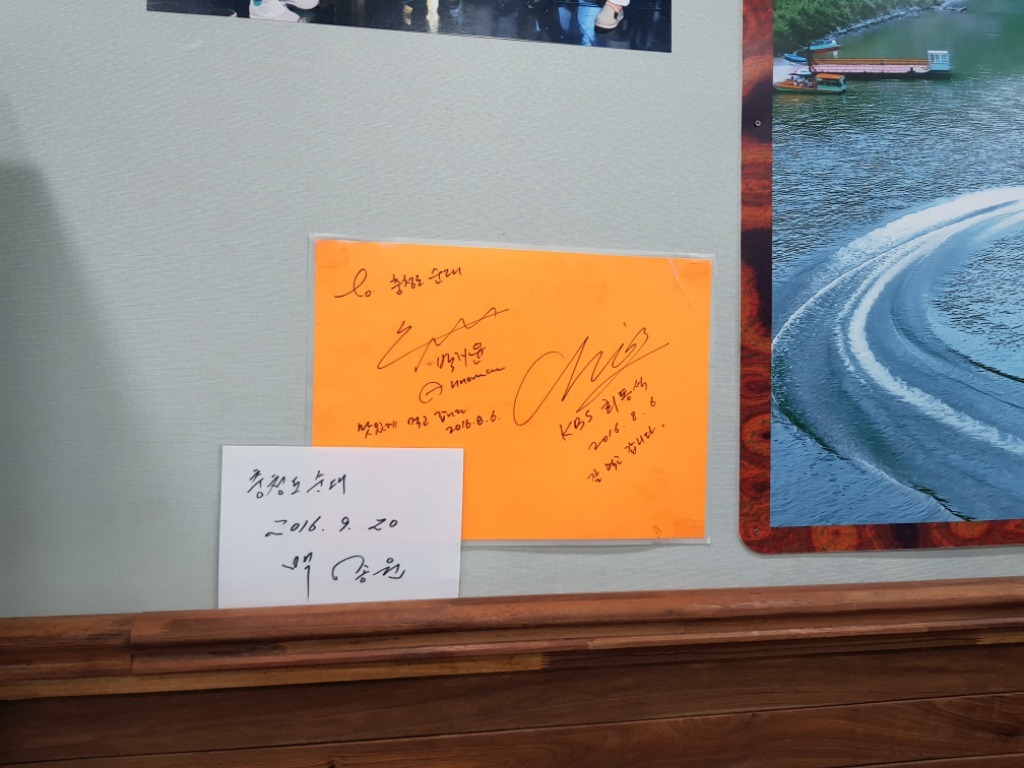 To. 충청도 순대
박지윤
맛있게 먹고 갑니다
2016.8.6.
KBS 최동석
2016. 8. 6
잘 먹고 갑니다.
충청도 순대
2016. 9. 20
백종원